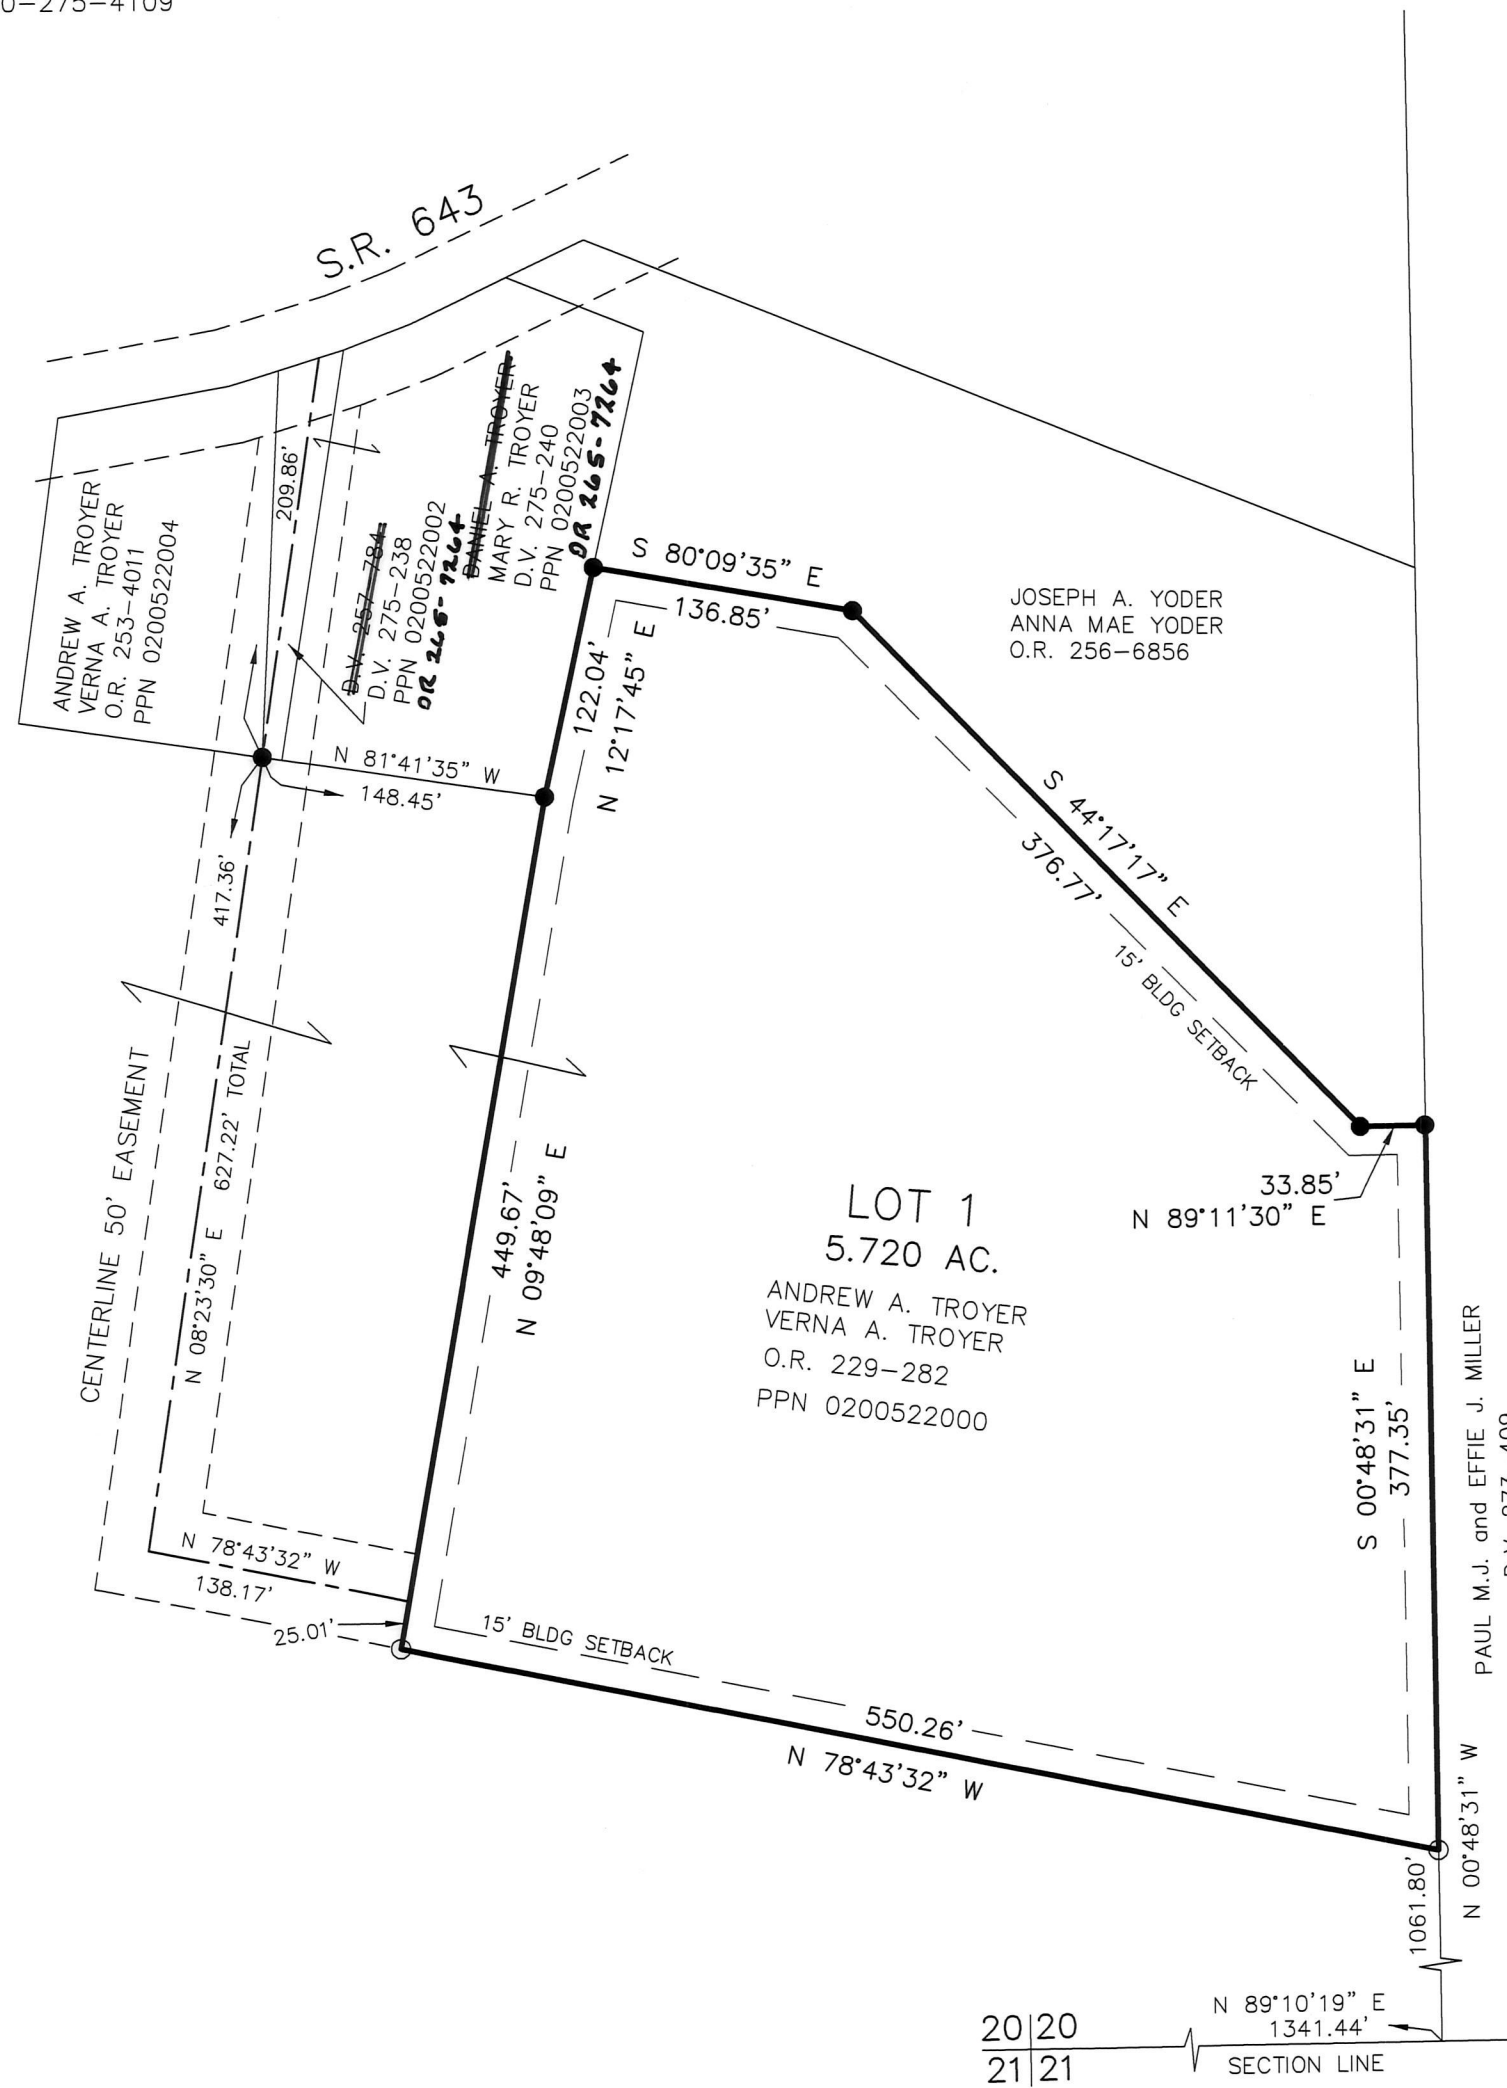 0-275-4109
S.R. 643
ANDREW A. TROYER
VERNA A. TROYER
O.R. 253-4011
PPN 0200522004
209.86'
D.V. 257-784
D.V. 275-238
PPN 0200522002
OR 265-7264
DANIEL A. TROYER
MARY R. TROYER
D.V. 275-240
PPN 0200522003
OR 265-7264
S 80°09'35" E
136.85'
JOSEPH A. YODER
ANNA MAE YODER
O.R. 256-6856
122.04'
N 12°17'45" E
N 81°41'35" W
148.45'
417.36'
S 44°17'17" E
376.77'
15' BLDG SETBACK
CENTERLINE 50' EASEMENT
N 08°23'30" E 627.22' TOTAL
449.67'
N 09°48'09" E
33.85'
N 89°11'30" E
LOT 1
5.720 AC.
ANDREW A. TROYER
VERNA A. TROYER
O.R. 229-282
PPN 0200522000
S 00°48'31" E
377.35'
PAUL M.J. and EFFIE J. MILLER
N 78°43'32" W
138.17'
25.01'
15' BLDG SETBACK
550.26'
N 78°43'32" W
1061.80'
N 00°48'31" W
N 89°10'19" E
1341.44'
20|20
21|21
SECTION LINE